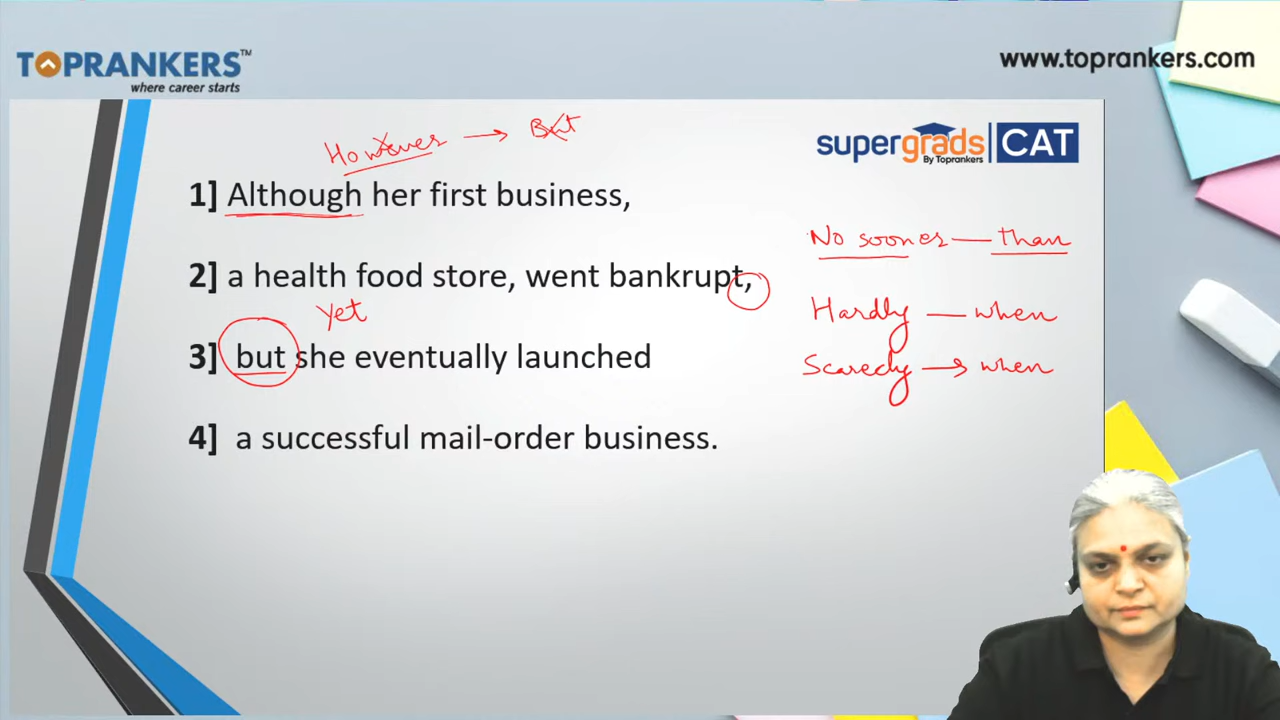 TOPRANKERS™
where career starts
www.toprankers.com
However → But
supergrads | CAT
By Toprankers
1] Although her first business,
No sooner — than
2] a health food store, went bankrupt,
Yet
Hardly — when
3] but she eventually launched
Scarecly → when
4] a successful mail-order business.